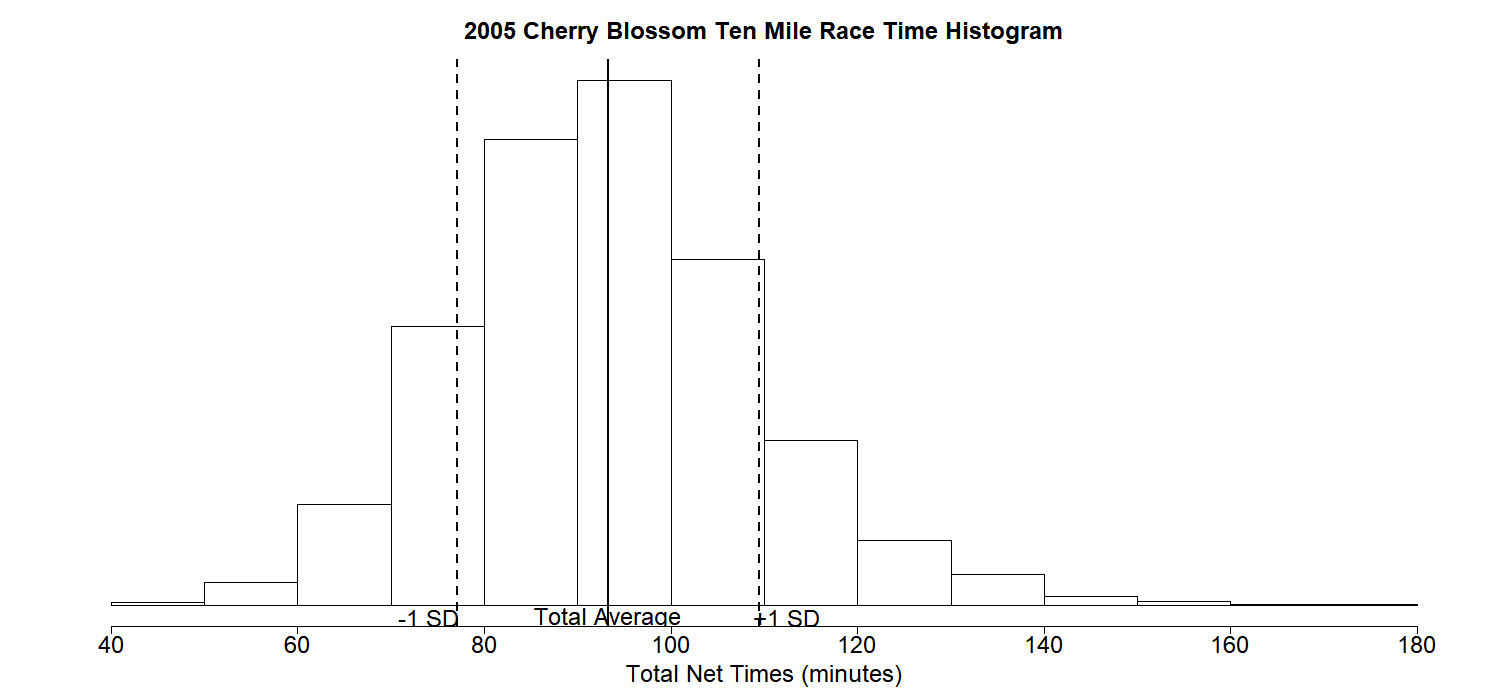 2005 Cherry Blossom Ten Mile Race Time Histogram
-1 SD Total Average +1 SD
40 60 80 100 120 140 160 180
Total Net Times (minutes)